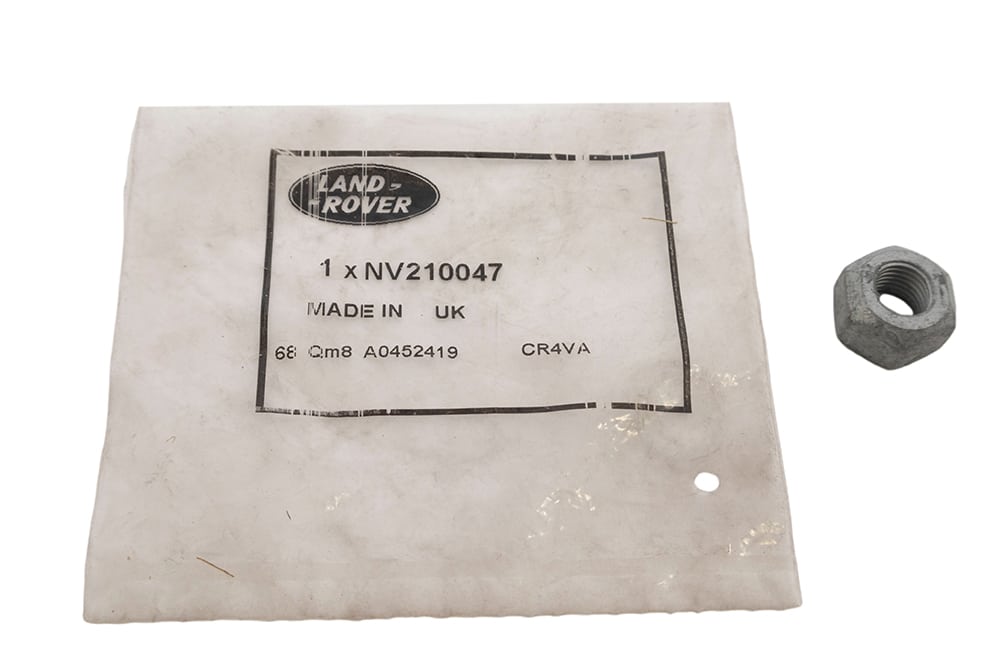 LAND -
- ROVER
1 x NV210047
MADE IN UK
68 Qm8 A0452419 CR4VA